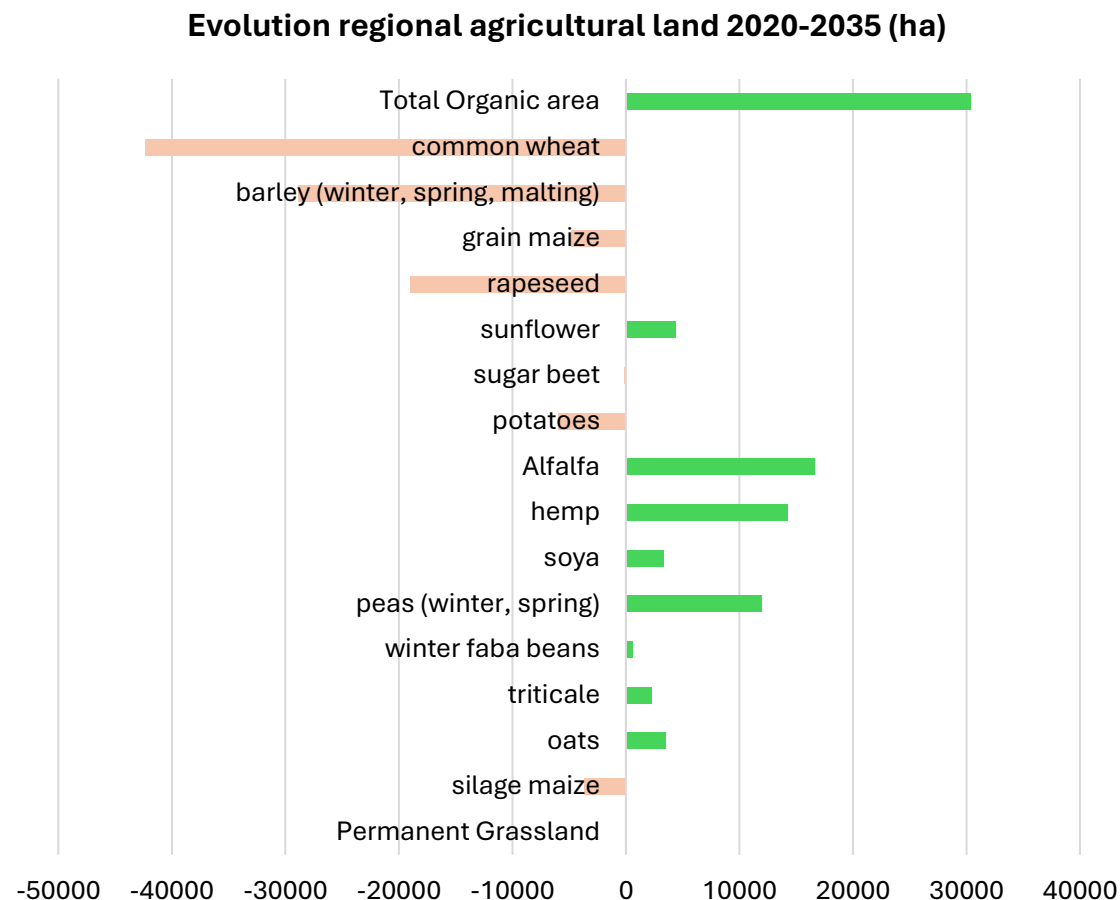 Evolution regional agricultural land 2020-2035 (ha)
Total Organic area
common wheat
barley (winter, spring, malting)
grain maize
rapeseed
sunflower
sugar beet
potatoes
Alfalfa
hemp
soya
peas (winter, spring)
winter faba beans
triticale
oats
silage maize
Permanent Grassland
-50000 -40000 -30000 -20000 -10000 0 10000 20000 30000 40000